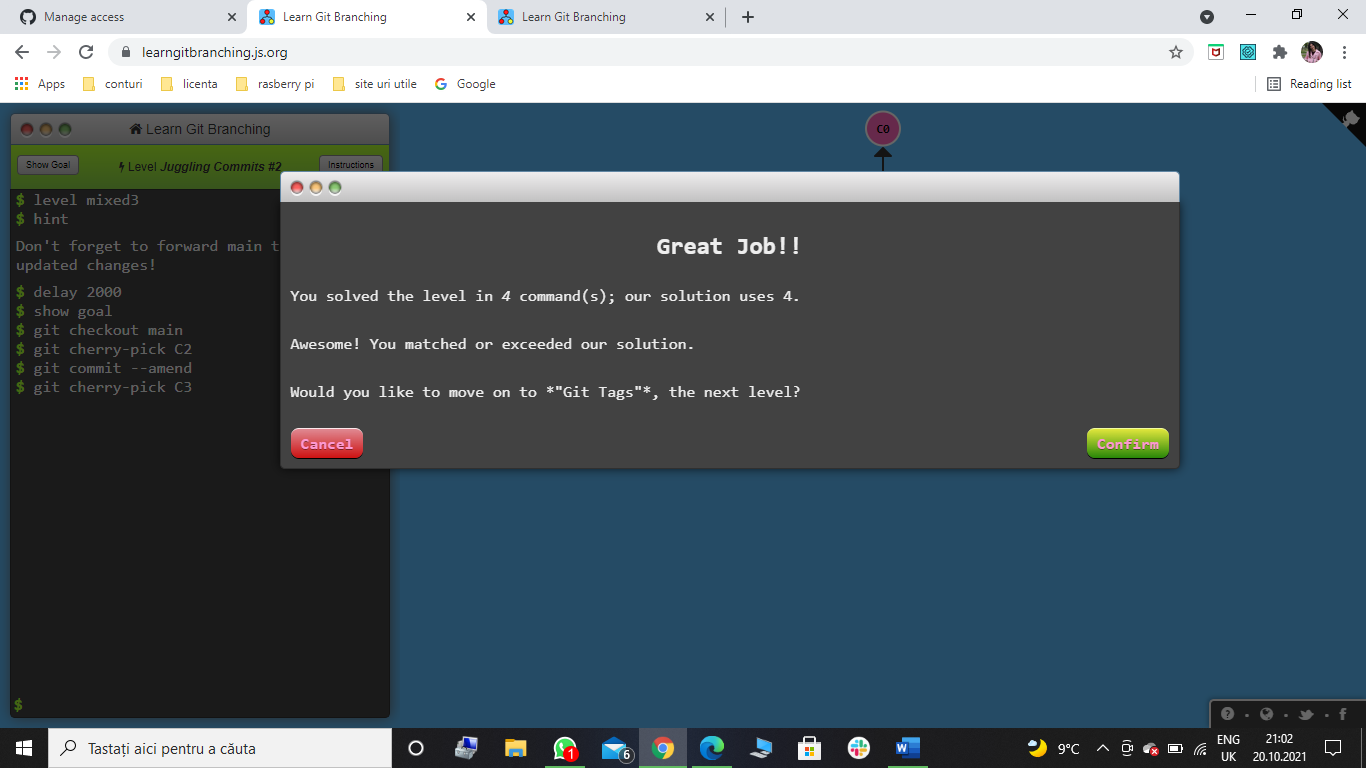 Manage access
Learn Git Branching
Learn Git Branching
learngitbranching.js.org
Apps
conturi
licenta
rasberry pi
site uri utile
Google
Reading list
Learn Git Branching
Show Goal
Level Juggling Commits #2
Instructions
$ level mixed3
$ hint
Don't forget to forward main t
updated changes!
$ delay 2000
$ show goal
$ git checkout main
$ git cherry-pick C2
$ git commit --amend
$ git cherry-pick C3
$
C0
Great Job!!
You solved the level in 4 command(s); our solution uses 4.
Awesome! You matched or exceeded our solution.
Would you like to move on to *"Git Tags"*, the next level?
Cancel
Confirm
Tastați aici pentru a căuta
1
6
9°C
ENG
UK
21:02
20.10.2021